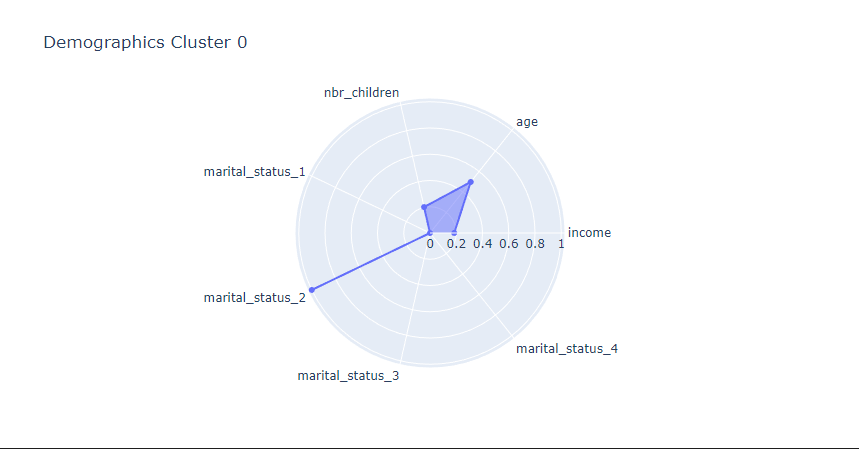 Demographics Cluster 0
nbr_children
age
marital_status_1
income
0 0.2 0.4 0.6 0.8 1
marital_status_2
marital_status_4
marital_status_3